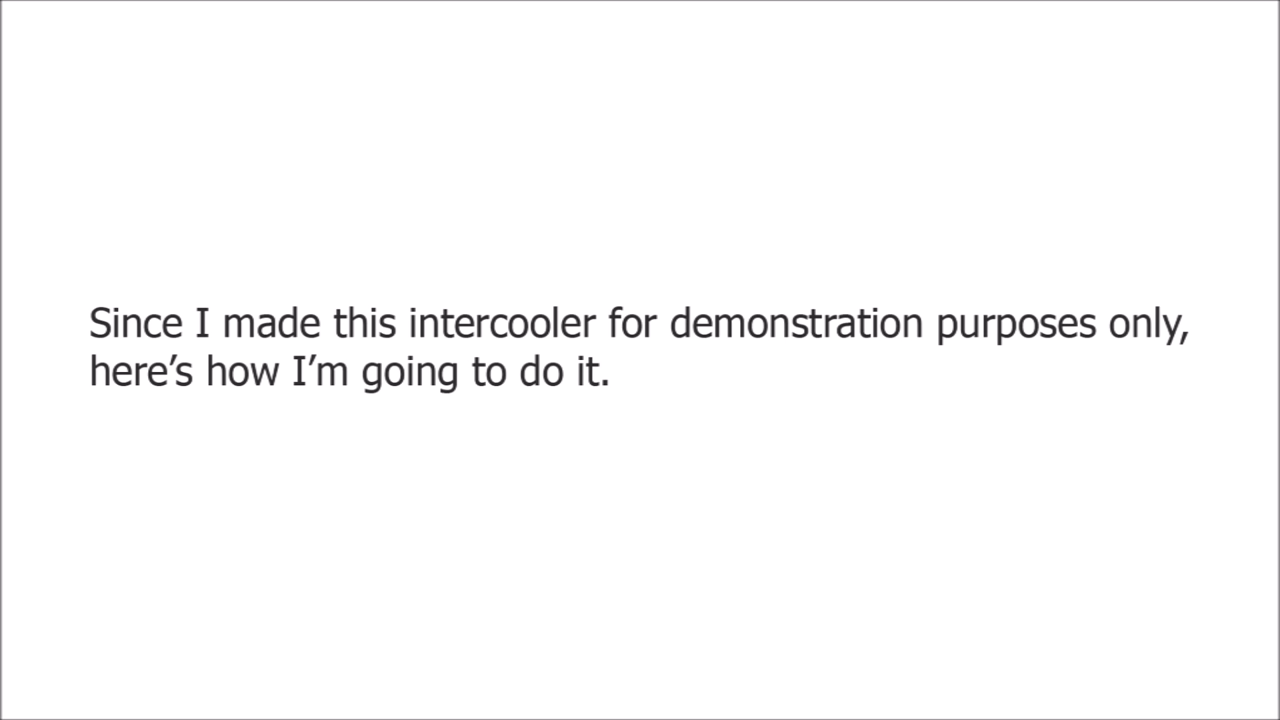 Since I made this intercooler for demonstration purposes only,
here’s how I’m going to do it.